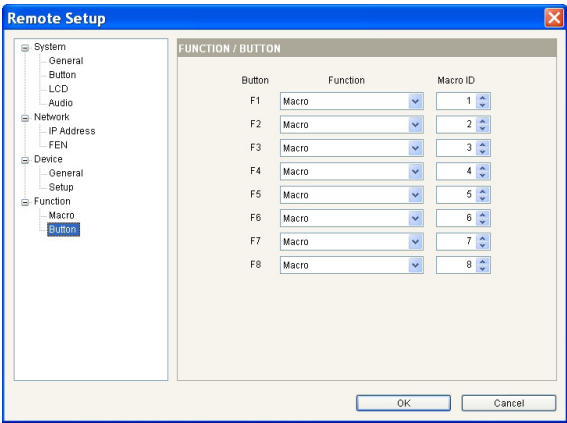 Remote Setup
System
General
Button
LCD
Audio
Network
IP Address
FEN
Device
General
Setup
Function
Macro
Button
FUNCTION / BUTTON
Button Function Macro ID
F1 Macro 1
F2 Macro 2
F3 Macro 3
F4 Macro 4
F5 Macro 5
F6 Macro 6
F7 Macro 7
F8 Macro 8
OK Cancel